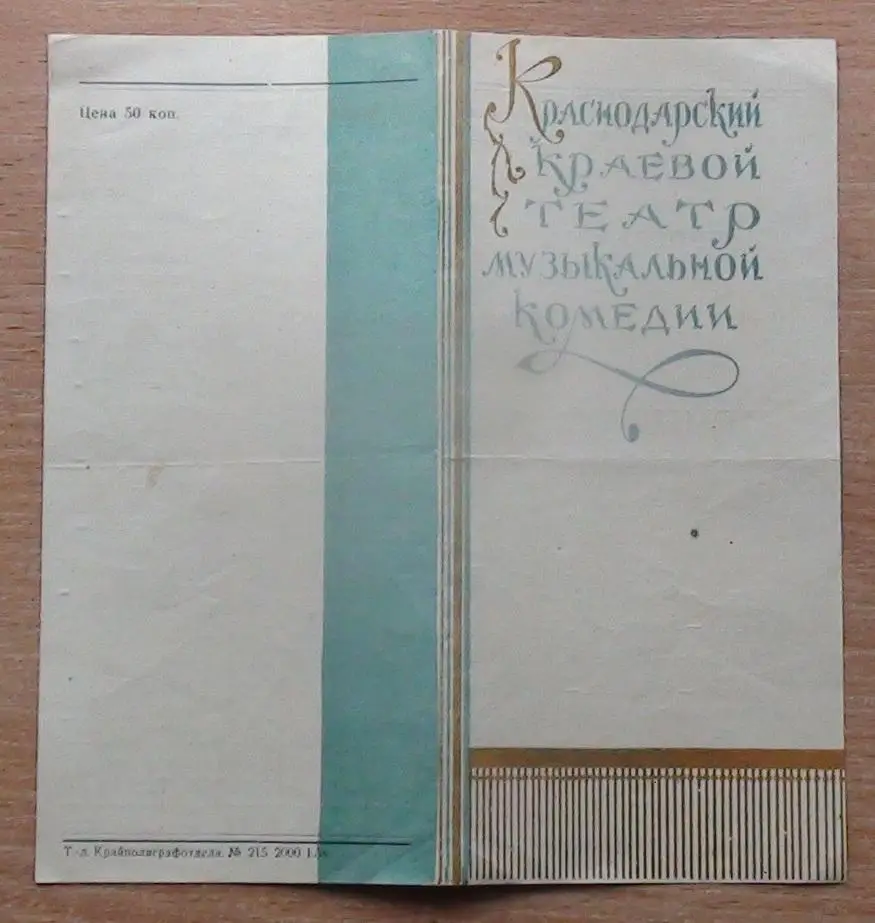 Цена 50 коп.
Краснодарский
краевой
театр
музыкальной
комедии
Т.-л. Крайполиграфотдела. № 215 2000